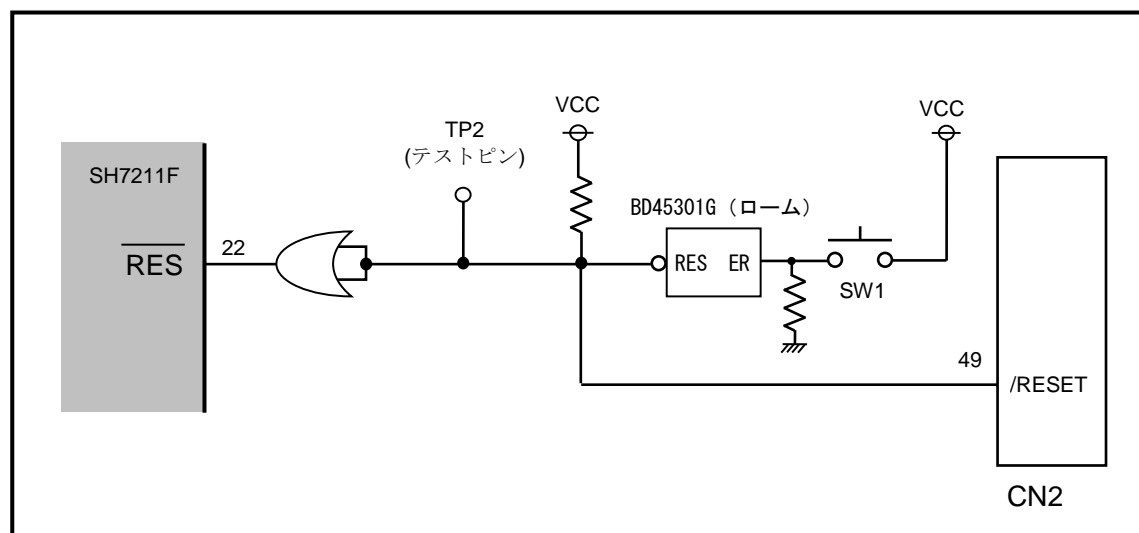 VCC
VCC
TP2
(テストピン)
SH7211F
BD45301G (ローム)
22
RES
RES ER
SW1
49
/RESET
CN2